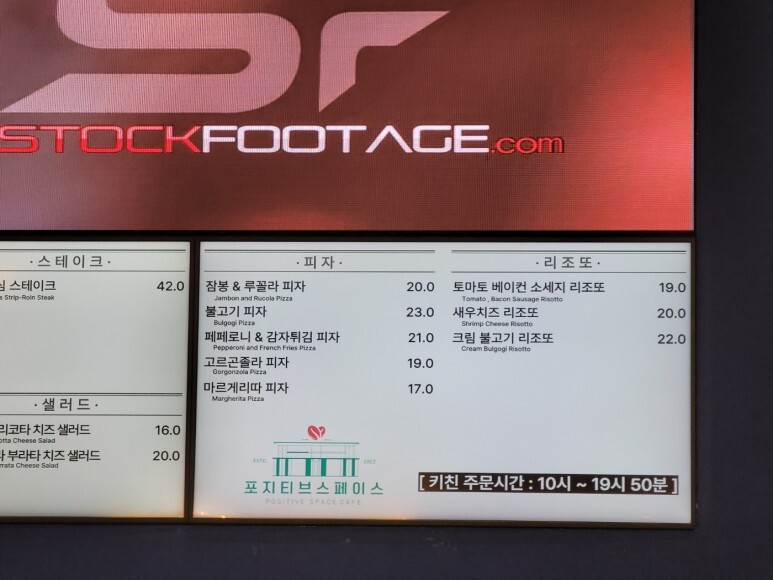 STOCKFOOTAGE.com
· 스 테 이 크 ·
스테이크 42.0
Strip-Roin Steak
· 샐 러 드 ·
리코타 치즈 샐러드 16.0
Cheese Salad
부라타 치즈 샐러드 20.0
Cheese Salad
· 피 자 ·
잠봉 & 루꼴라 피자 20.0
Jambon and Rucola Pizza
불고기 피자 23.0
Bulgogi Pizza
페페로니 & 감자튀김 피자 21.0
Pepperoni and French Fries Pizza
고르곤졸라 피자 19.0
Gorgonzola Pizza
마르게리따 피자 17.0
Margherita Pizza
포지티브스페이스
POSITIVE SPACE CAFE
· 리 조 또 ·
토마토 베이컨 소세지 리조또 19.0
Tomato , Bacon Sausage Risotto
새우치즈 리조또 20.0
Shrimp Cheese Risotto
크림 불고기 리조또 22.0
Cream Bulgogi Risotto
[ 키친 주문시간 : 10시 ~ 19시 50분 ]